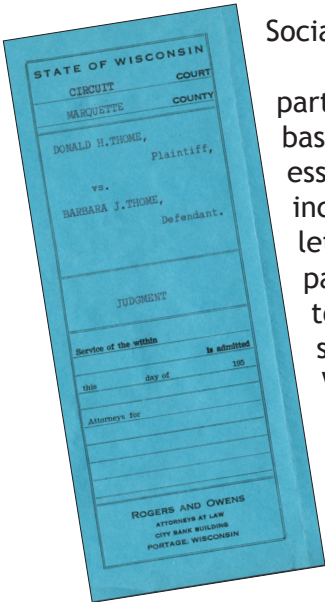 STATE OF WISCONSIN
CIRCUIT COURT
MARQUETTE COUNTY
DONALD H. THOME,
Plaintiff,
vs.
BARBARA J. THOME,
Defendant.
JUDGMENT
Service of the within is admitted
this day of 195
Attorneys for
ROGERS AND OWENS
ATTORNEYS AT LAW
CITY BANK BUILDING
PORTAGE, WISCONSIN
Socia
part
bas
ess
inc
le
pa
t
s